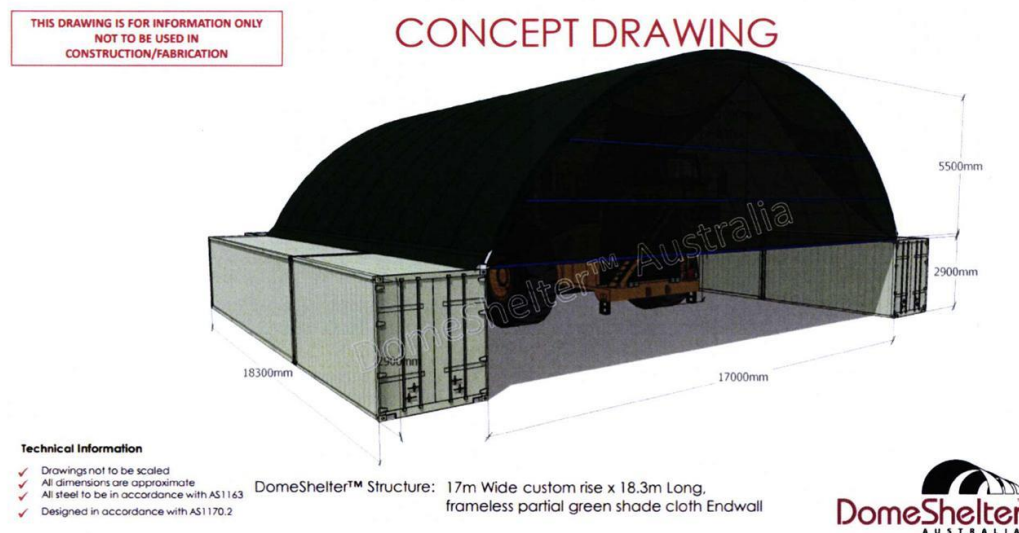 THIS DRAWING IS FOR INFORMATION ONLY
NOT TO BE USED IN
CONSTRUCTION/FABRICATION
CONCEPT DRAWING
5500mm
2900mm
DomeShelter™ Australia
2900mm
18300mm
17000mm
Technical Information
Drawings not to be scaled
All dimensions are approximate
All steel to be in accordance with AS1163
Designed in accordance with AS1170.2
DomeShelter™ Structure: 17m Wide custom rise x 18.3m Long,
frameless partial green shade cloth Endwall
DomeShelter
AUSTRALIA